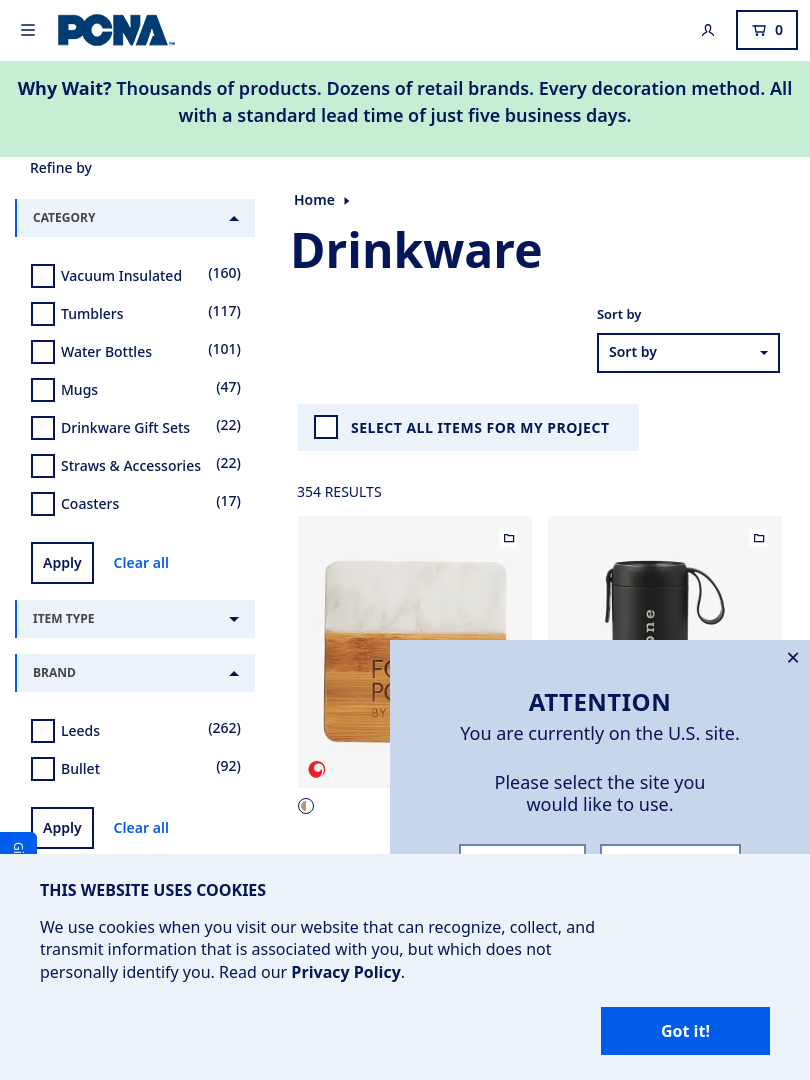 PCNA
0
Why Wait? Thousands of products. Dozens of retail brands. Every decoration method. All
with a standard lead time of just five business days.
Refine by
CATEGORY
Vacuum Insulated (160)
Tumblers (117)
Water Bottles (101)
Mugs (47)
Drinkware Gift Sets (22)
Straws & Accessories (22)
Coasters (17)
Apply Clear all
ITEM TYPE
BRAND
Leeds (262)
Bullet (92)
Apply Clear all
Home
Drinkware
Sort by
Sort by
SELECT ALL ITEMS FOR MY PROJECT
354 RESULTS
ATTENTION
You are currently on the U.S. site.
Please select the site you
would like to use.
THIS WEBSITE USES COOKIES
We use cookies when you visit our website that can recognize, collect, and
transmit information that is associated with you, but which does not
personally identify you. Read our Privacy Policy.
Got it!